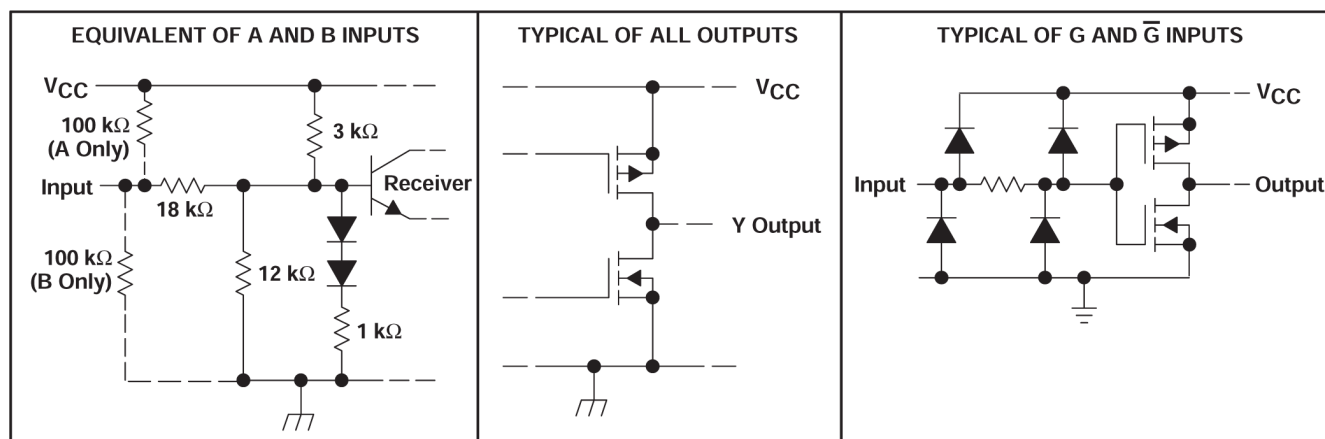 EQUIVALENT OF A AND B INPUTS
VCC
100 kΩ
(A Only)
3 kΩ
Input
18 kΩ
Receiver
100 kΩ
(B Only)
12 kΩ
1 kΩ
TYPICAL OF ALL OUTPUTS
VCC
Y Output
TYPICAL OF G AND G̅ INPUTS
VCC
Input
Output